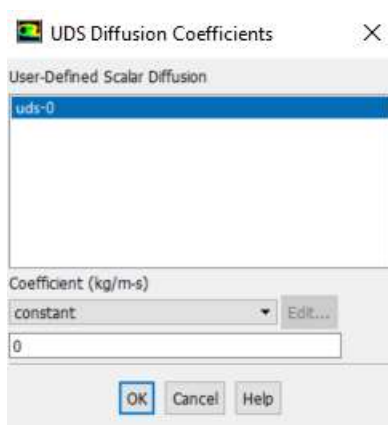 UDS Diffusion Coefficients
User-Defined Scalar Diffusion
uds-0
Coefficient (kg/m-s)
constant Edit...
0
OK Cancel Help